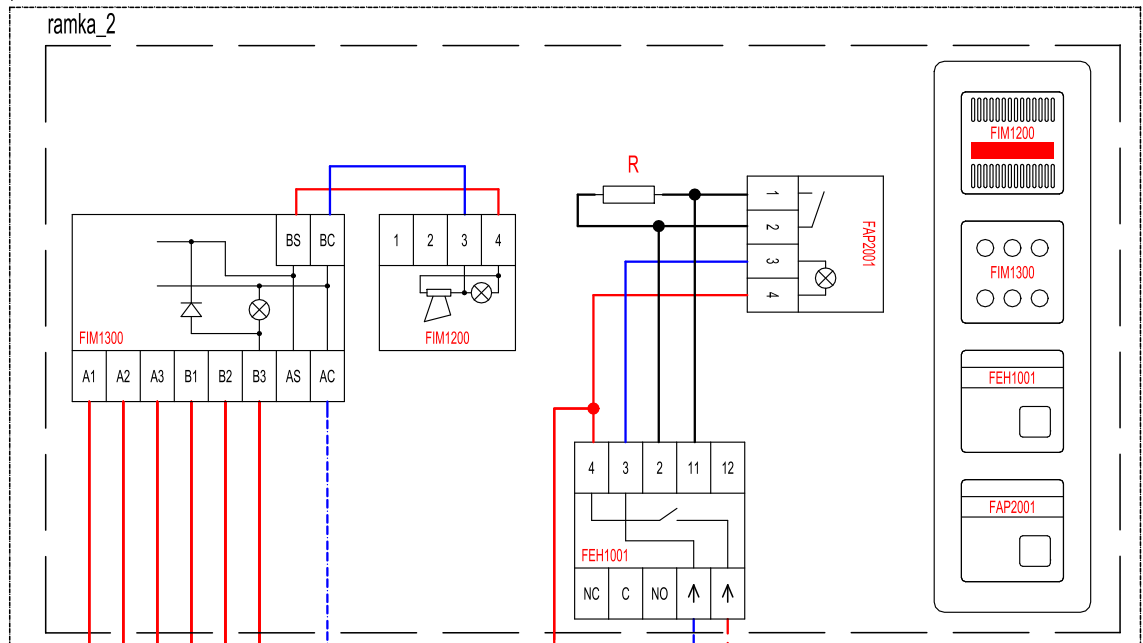 ramka_2
BS BC
FIM1300
A1 A2 A3 B1 B2 B3 AS AC
1 2 3 4
FIM1200
R
1
2
3
4
FAP2001
4 3 2 11 12
FEH1001
NC C NO ↑ ↑
FIM1200
FIM1300
FEH1001
FAP2001